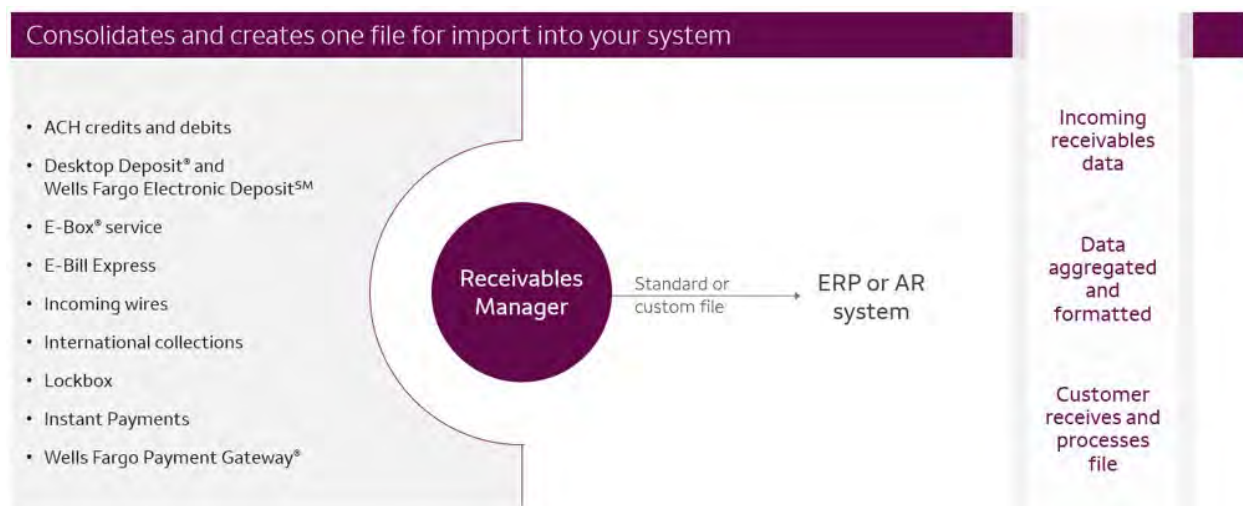 Consolidates and creates one file for import into your system
• ACH credits and debits
• Desktop Deposit® and
Wells Fargo Electronic Deposit℠
• E-Box® service
• E-Bill Express
• Incoming wires
• International collections
• Lockbox
• Instant Payments
• Wells Fargo Payment Gateway®
Receivables
Manager
Standard or
custom file
ERP or AR
system
Incoming
receivables
data
Data
aggregated
and
formatted
Customer
receives and
processes
file